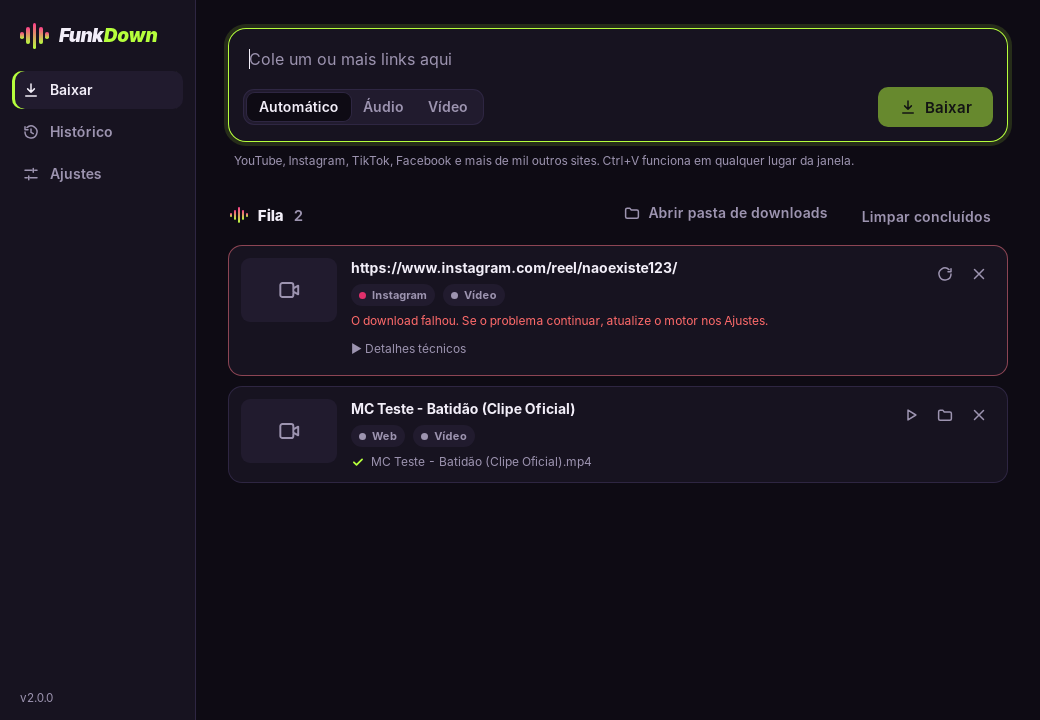 FunkDown
Baixar
Histórico
Ajustes
v2.0.0
Cole um ou mais links aqui
Automático Áudio Vídeo
Baixar
YouTube, Instagram, TikTok, Facebook e mais de mil outros sites. Ctrl+V funciona em qualquer lugar da janela.
Fila 2
Abrir pasta de downloads
Limpar concluídos
https://www.instagram.com/reel/naoexiste123/
Instagram Vídeo
O download falhou. Se o problema continuar, atualize o motor nos Ajustes.
▶ Detalhes técnicos
MC Teste - Batidão (Clipe Oficial)
Web Vídeo
MC Teste - Batidão (Clipe Oficial).mp4